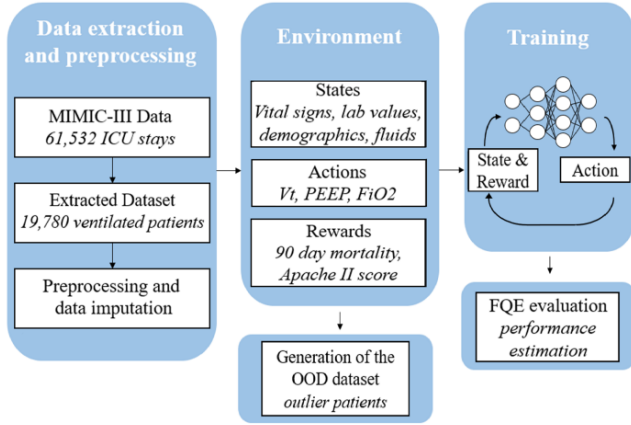 Data extraction
and preprocessing
MIMIC-III Data
61,532 ICU stays
Extracted Dataset
19,780 ventilated patients
Preprocessing and
data imputation
Environment
States
Vital signs, lab values,
demographics, fluids
Actions
Vt, PEEP, FiO2
Rewards
90 day mortality,
Apache II score
Generation of the
OOD dataset
outlier patients
Training
State &
Reward
Action
FQE evaluation
performance
estimation